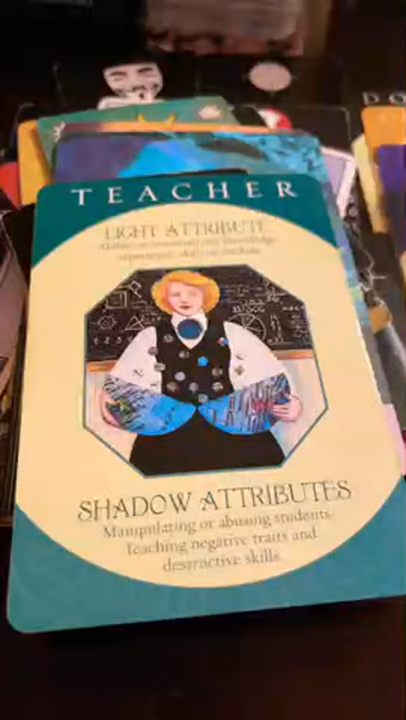 TEACHER
LIGHT ATTRIBUTE
SHADOW ATTRIBUTES
Manipulating or abusing students.
Teaching negative traits and
destructive skills.